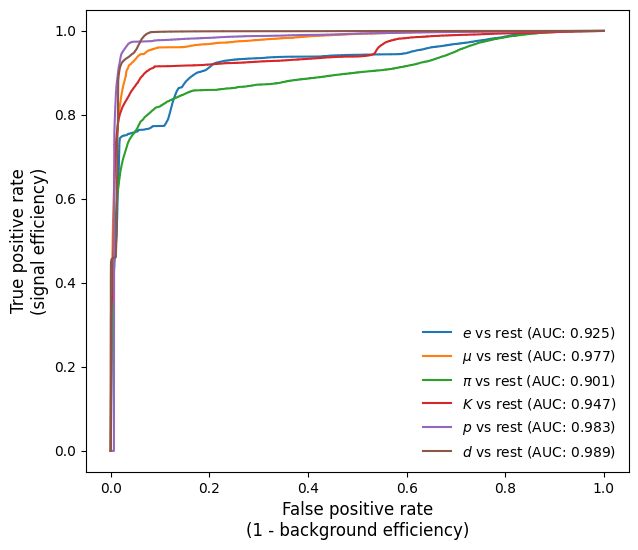 True positive rate
(signal efficiency)
1.0
0.8
0.6
0.4
0.2
0.0
e vs rest (AUC: 0.925)
μ vs rest (AUC: 0.977)
π vs rest (AUC: 0.901)
K vs rest (AUC: 0.947)
p vs rest (AUC: 0.983)
d vs rest (AUC: 0.989)
0.0 0.2 0.4 0.6 0.8 1.0
False positive rate
(1 - background efficiency)